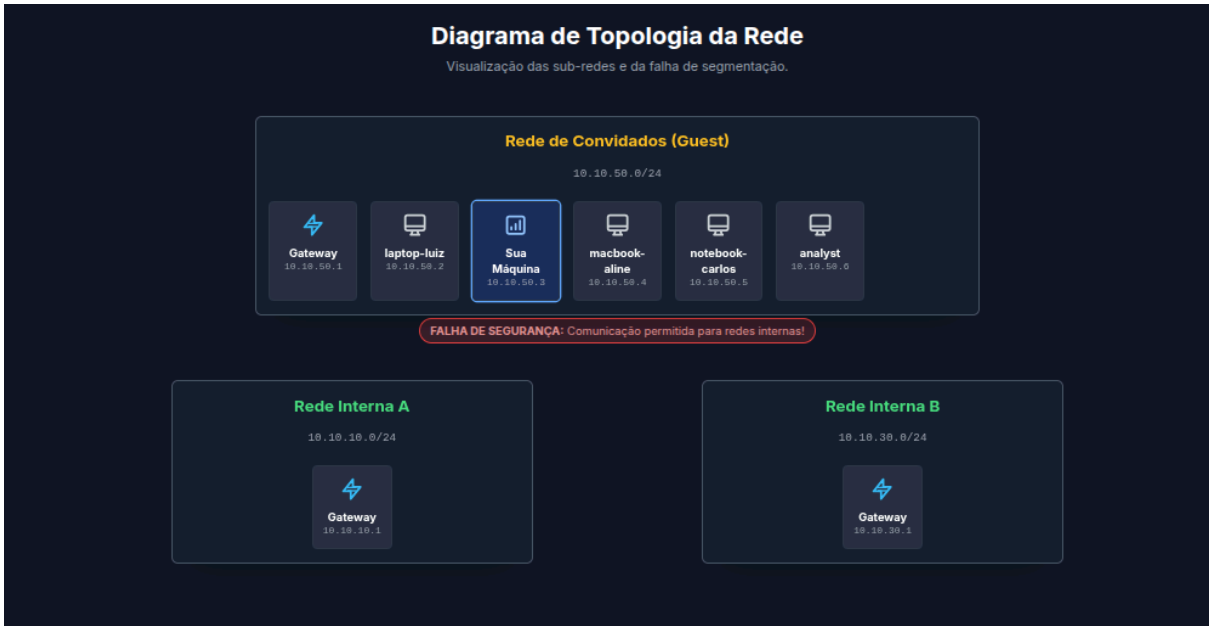 Diagrama de Topologia da Rede
Visualização das sub-redes e da falha de segmentação.
Rede de Convidados (Guest)
10.10.50.0/24
Gateway
10.10.50.1
laptop-luiz
10.10.50.2
Sua
Máquina
10.10.50.3
macbook-
aline
10.10.50.4
notebook-
carlos
10.10.50.5
analyst
10.10.50.6
FALHA DE SEGURANÇA: Comunicação permitida para redes internas!
Rede Interna A
10.10.10.0/24
Gateway
10.10.10.1
Rede Interna B
10.10.30.0/24
Gateway
10.10.30.1